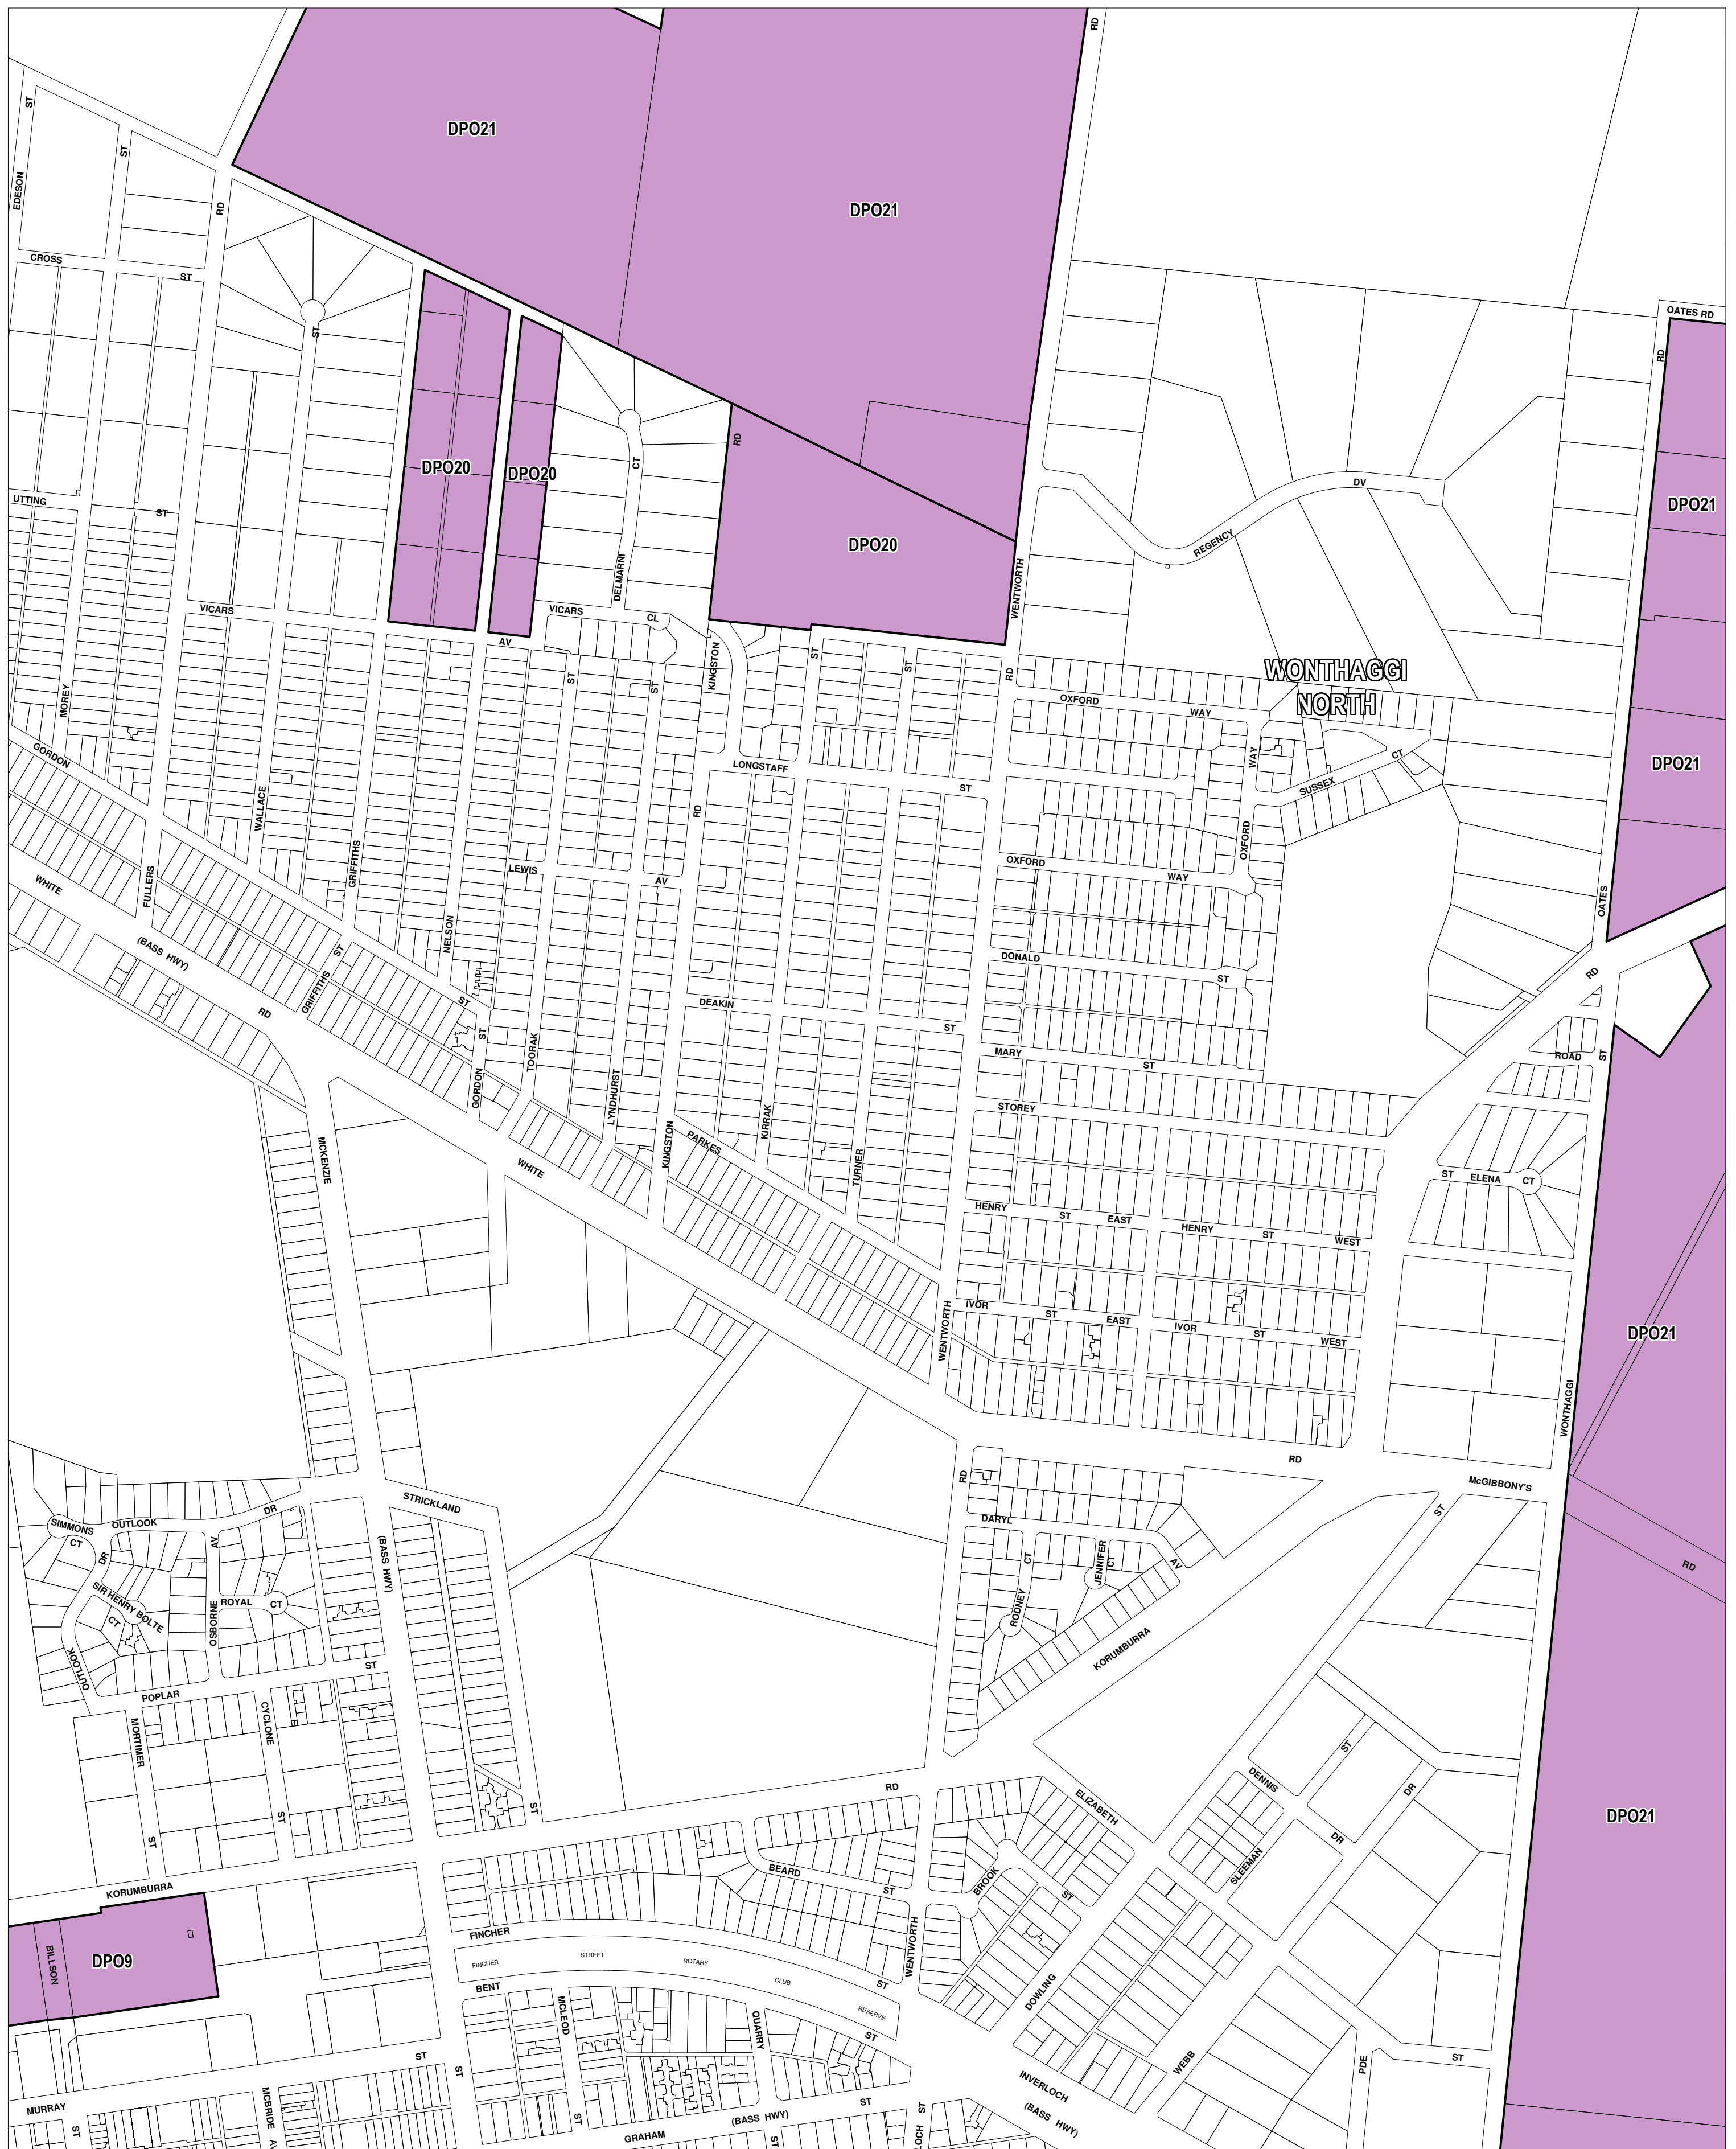 RD
ST
DPO21
ST
EDESON
RD
DPO21
CROSS
ST
OATES RD
ST
RD
RD
CT
DPO20
DPO20
DV
UTTING
ST
DPO21
DPO20
REGENCY
DELMARNI
WENTWORTH
VICARS
VICARS
CL
AV
ST
ST
KINGSTON
ST
ST
RD
WONTHAGGI
NORTH
MOREY
OXFORD
WAY
GORDON
WAY
CT
LONGSTAFF
DPO21
ST
SUSSEX
WALLACE
RD
OXFORD
GRIFFITHS
LEWIS
AV
OXFORD
WAY
WHITE
FULLERS
OATES
NELSON
(BASS HWY)
ST
DONALD
ST
RD
GRIFFITHS
ST
DEAKIN
RD
ST
ST
TOORAK
MARY
ST
ROAD
ST
GORDON
LYNDHURST
STOREY
KIRRAK
MCKENZIE
KINGSTON
PARKES
WHITE
TURNER
ST
ELENA
CT
HENRY
ST
EAST
HENRY
ST
WEST
IVOR
ST
EAST
WENTWORTH
IVOR
ST
WEST
DPO21
WONTHAGGI
RD
RD
McGIBBONY'S
STRICKLAND
DR
ST
SIMMONS
OUTLOOK
CT
AV
DARYL
DR
(BASS HWY)
CT
JENNIFER
CT
AV
RD
SIR HENRY BOLTE
CT
ROYAL
CT
OSBORNE
RODNEY
KORUMBURRA
OUTLOOK
ST
POPLAR
MORTIMER
CYCLONE
ST
DENNIS
RD
DR
ELIZABETH
ST
ST
ST
DPO21
DR
BEARD
ST
BROOK
ST
SLEEMAN
KORUMBURRA
FINCHER
WENTWORTH
BILLSON
DPO9
FINCHER
STREET
ROTARY
CLUB
RESERVE
ST
BENT
DOWLING
MCLEOD
QUARRY
ST
ST
ST
WEBB
PDE
ST
INVERLOCH
(BASS HWY)
MURRAY
MCBRIDE
ST
ST
ST
(BASS HWY)
ST
GRAHAM
ST